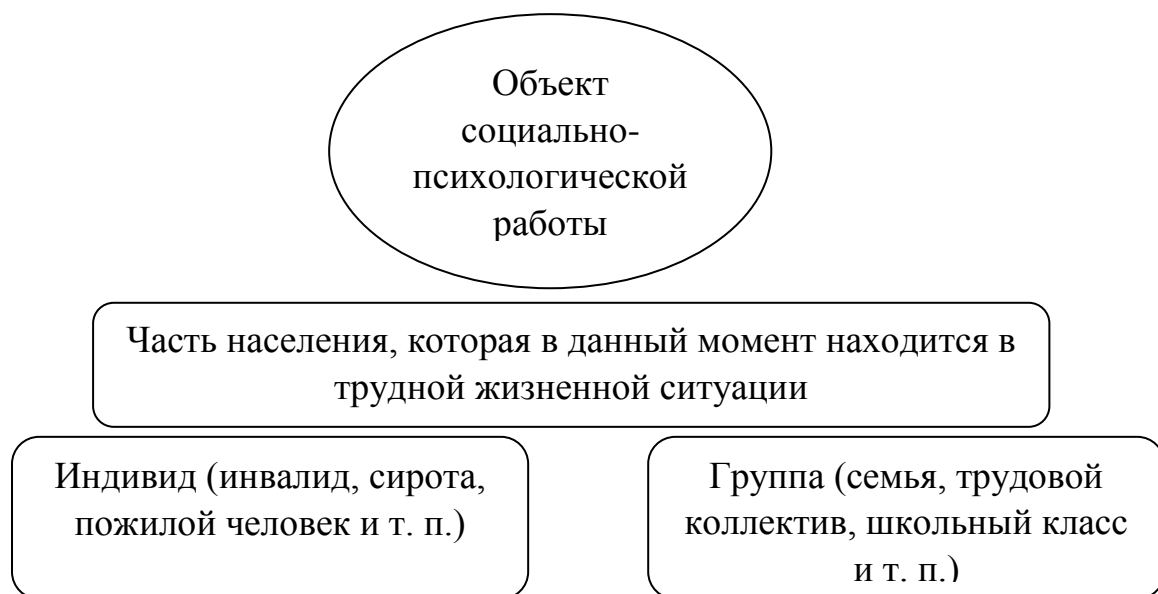 Объект
социально-
психологической
работы
Часть населения, которая в данный момент находится в
трудной жизненной ситуации
Индивид (инвалид, сирота,
пожилой человек и т. п.)
Группа (семья, трудовой
коллектив, школьный класс
и т. п.)